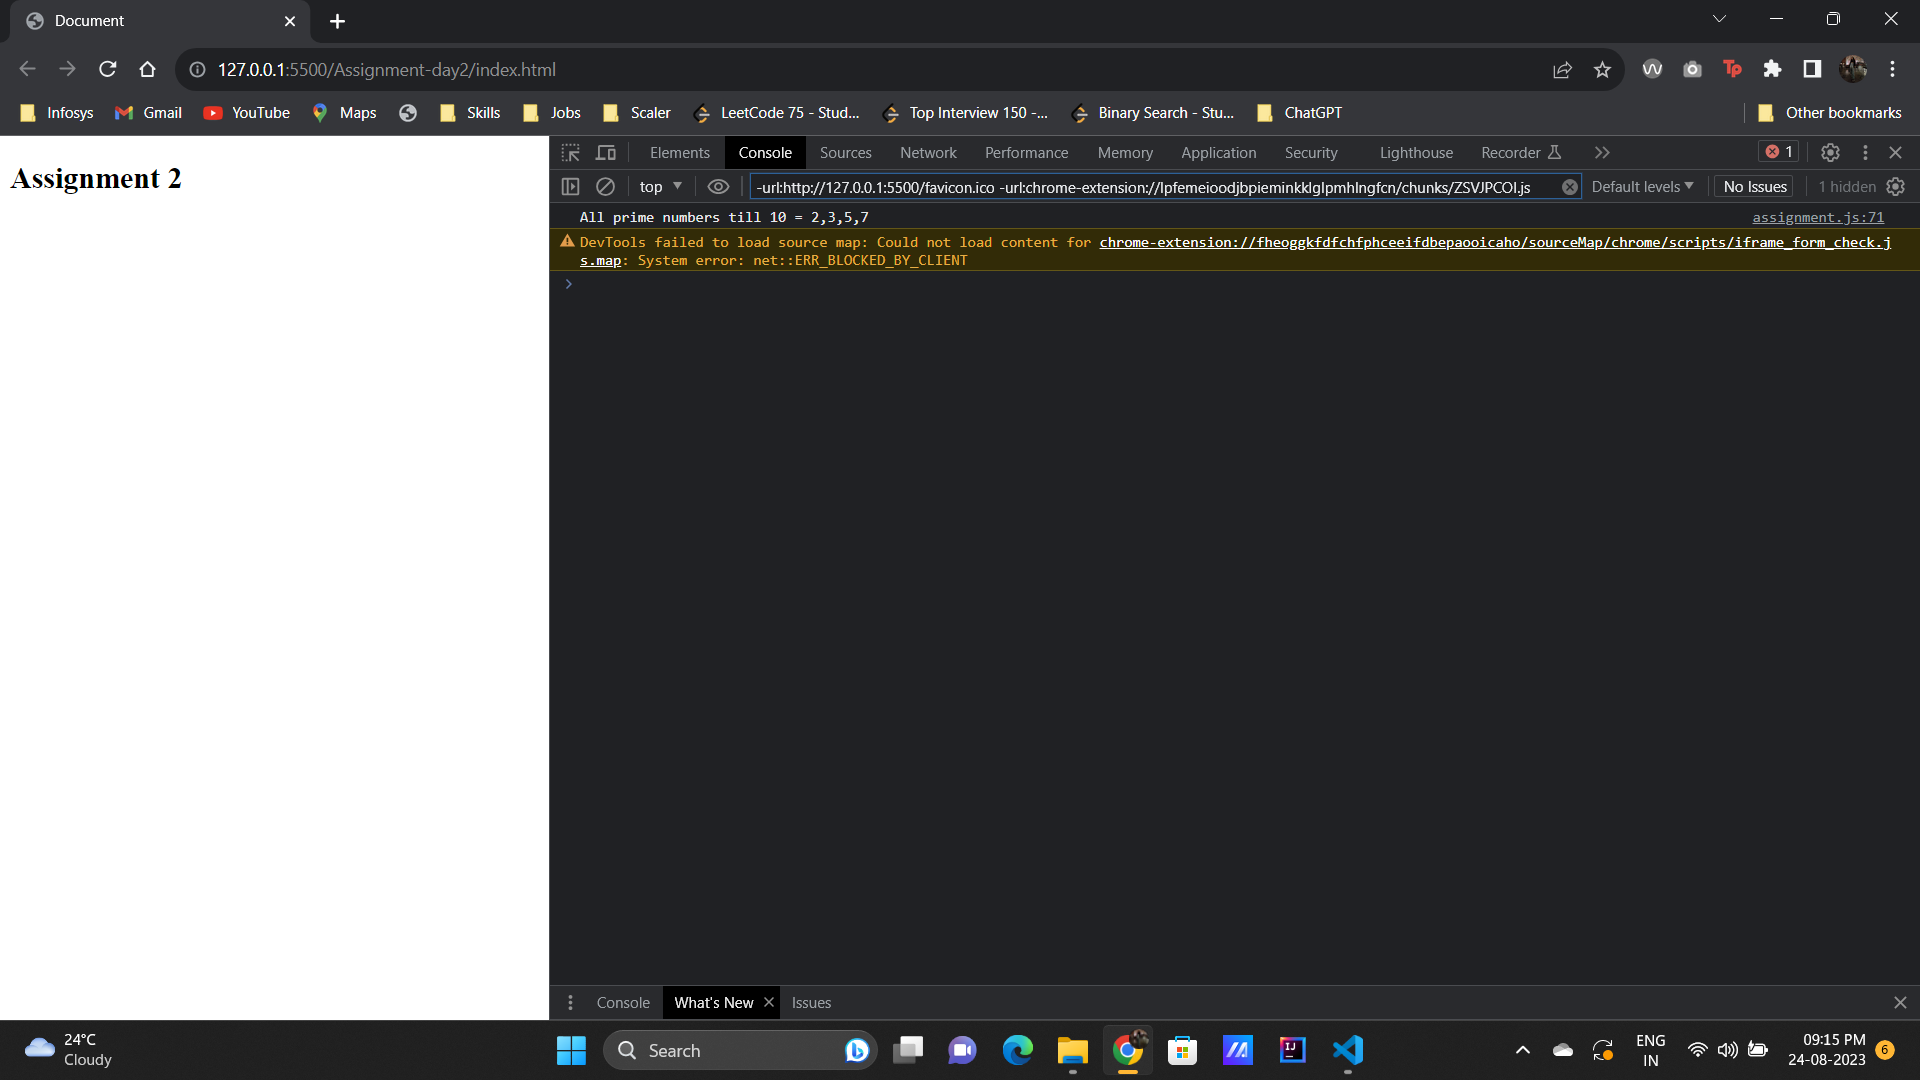 Document
127.0.0.1:5500/Assignment-day2/index.html
Infosys Gmail YouTube Maps Skills Jobs Scaler LeetCode 75 - Stud... Top Interview 150 -... Binary Search - Stu... ChatGPT Other bookmarks
Assignment 2
Elements Console Sources Network Performance Memory Application Security Lighthouse Recorder 1
top -url:http://127.0.0.1:5500/favicon.ico -url:chrome-extension://lpfemeioodjbpieminkklglpmhlngfcn/chunks/ZSVJPCOI.js Default levels No Issues 1 hidden
All prime numbers till 10 = 2,3,5,7 assignment.js:71
DevTools failed to load source map: Could not load content for chrome-extension://fheoggkfdfchfphceeifdbepaooicaho/sourceMap/chrome/scripts/iframe_form_check.j
s.map: System error: net::ERR_BLOCKED_BY_CLIENT
Console What's New Issues
24°C
Cloudy
Search
ENG
IN
09:15 PM
24-08-2023
6